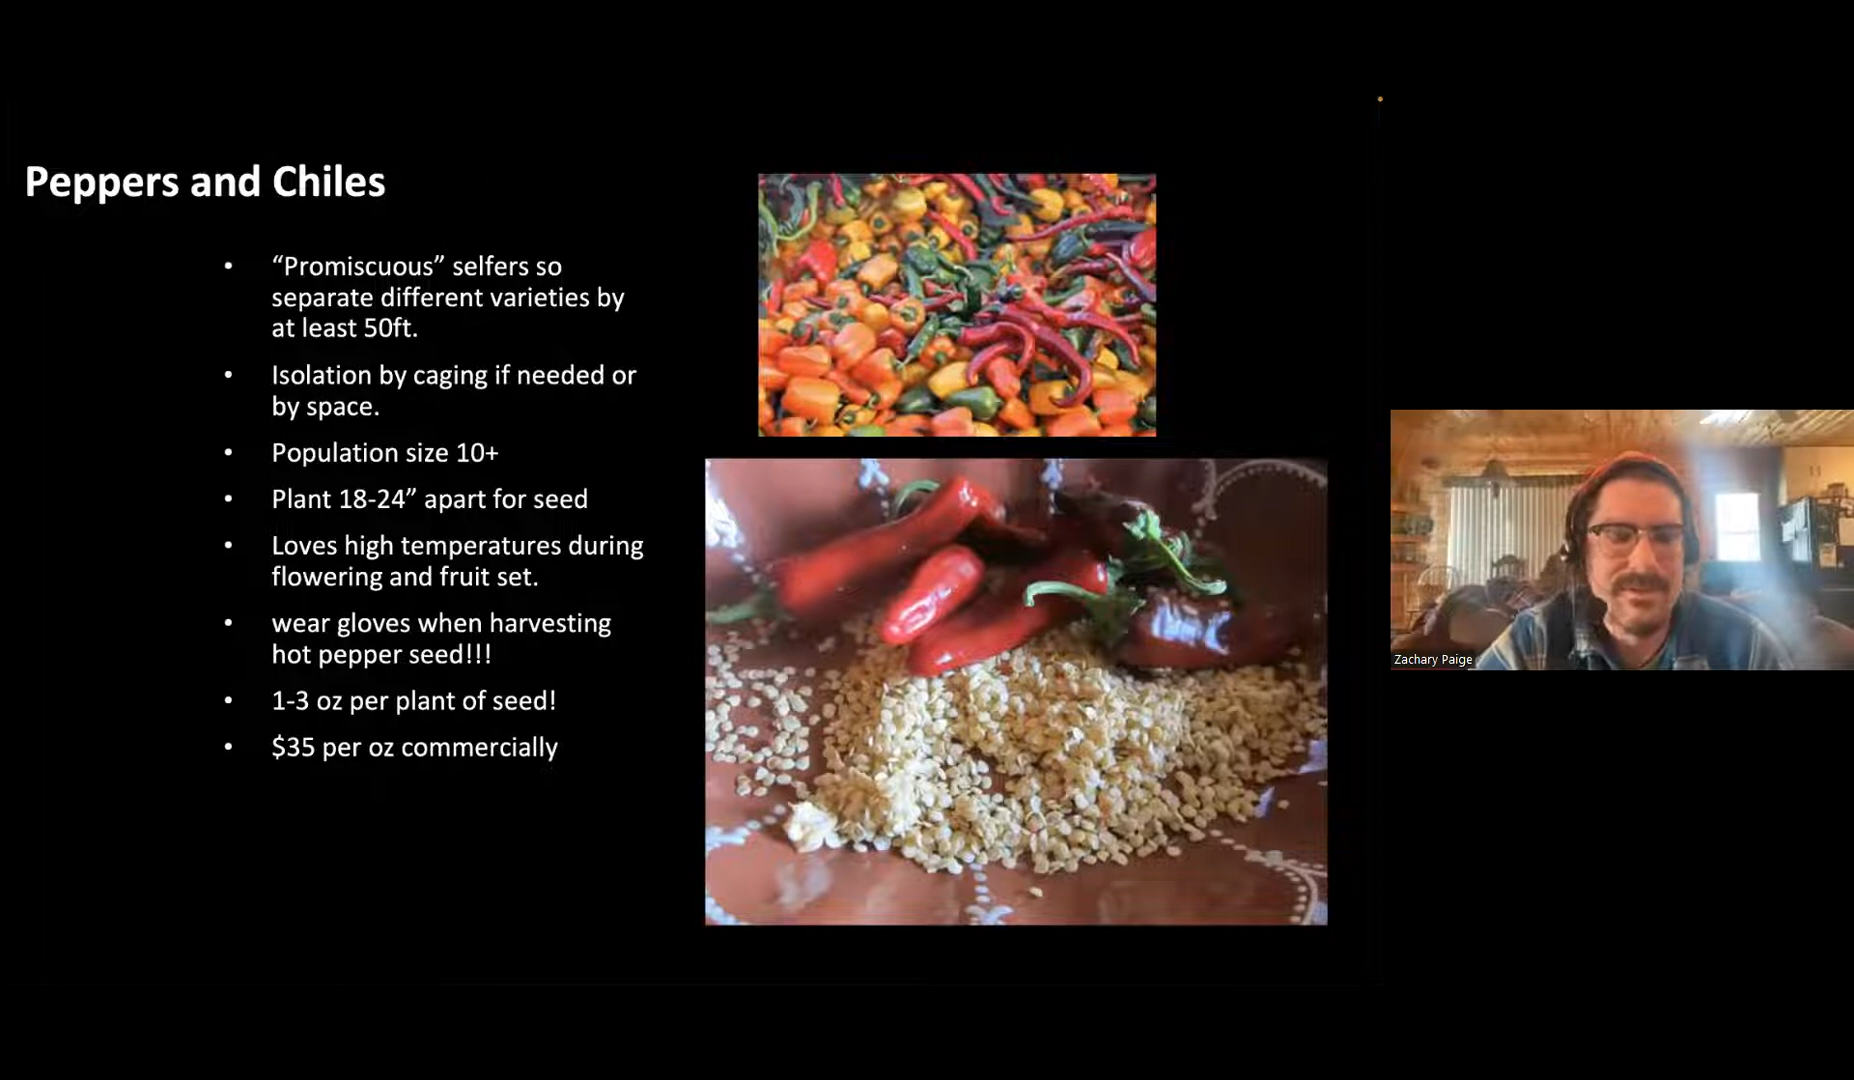 Peppers and Chiles
• “Promiscuous” selfers so
separate different varieties by
at least 50ft.
• Isolation by caging if needed or
by space.
• Population size 10+
• Plant 18-24” apart for seed
• Loves high temperatures during
flowering and fruit set.
• wear gloves when harvesting
hot pepper seed!!!
• 1-3 oz per plant of seed!
• $35 per oz commercially
Zachary Paige